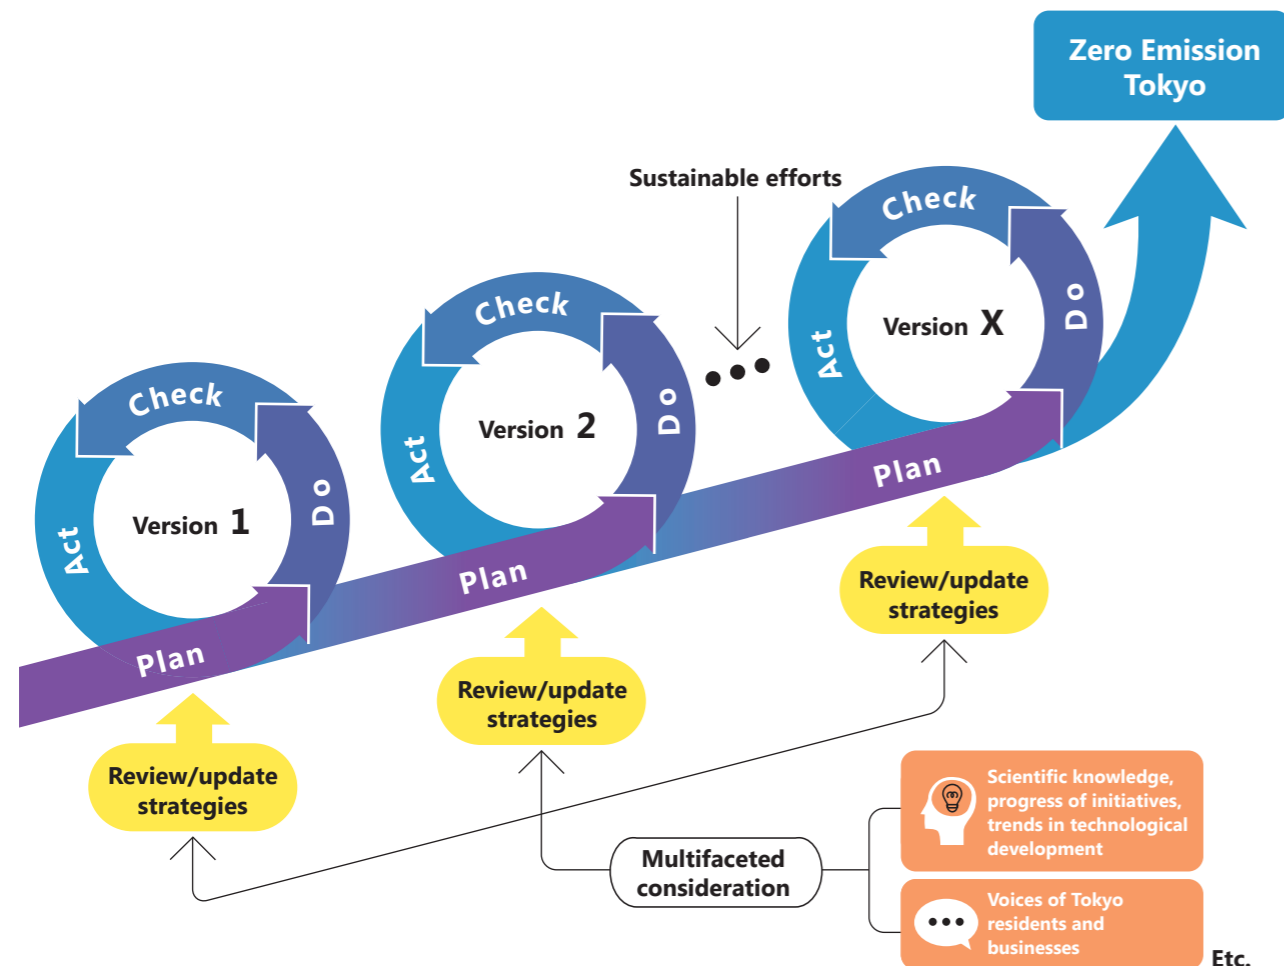 Zero Emission
Tokyo
Sustainable efforts
Check
Do
Act
Version X
Plan
Check
Do
Act
Version 2
Plan
Check
Do
Act
Version 1
Plan
Review/update
strategies
Review/update
strategies
Review/update
strategies
Multifaceted
consideration
Scientific knowledge,
progress of initiatives,
trends in technological
development
Voices of Tokyo
residents and
businesses
Etc.